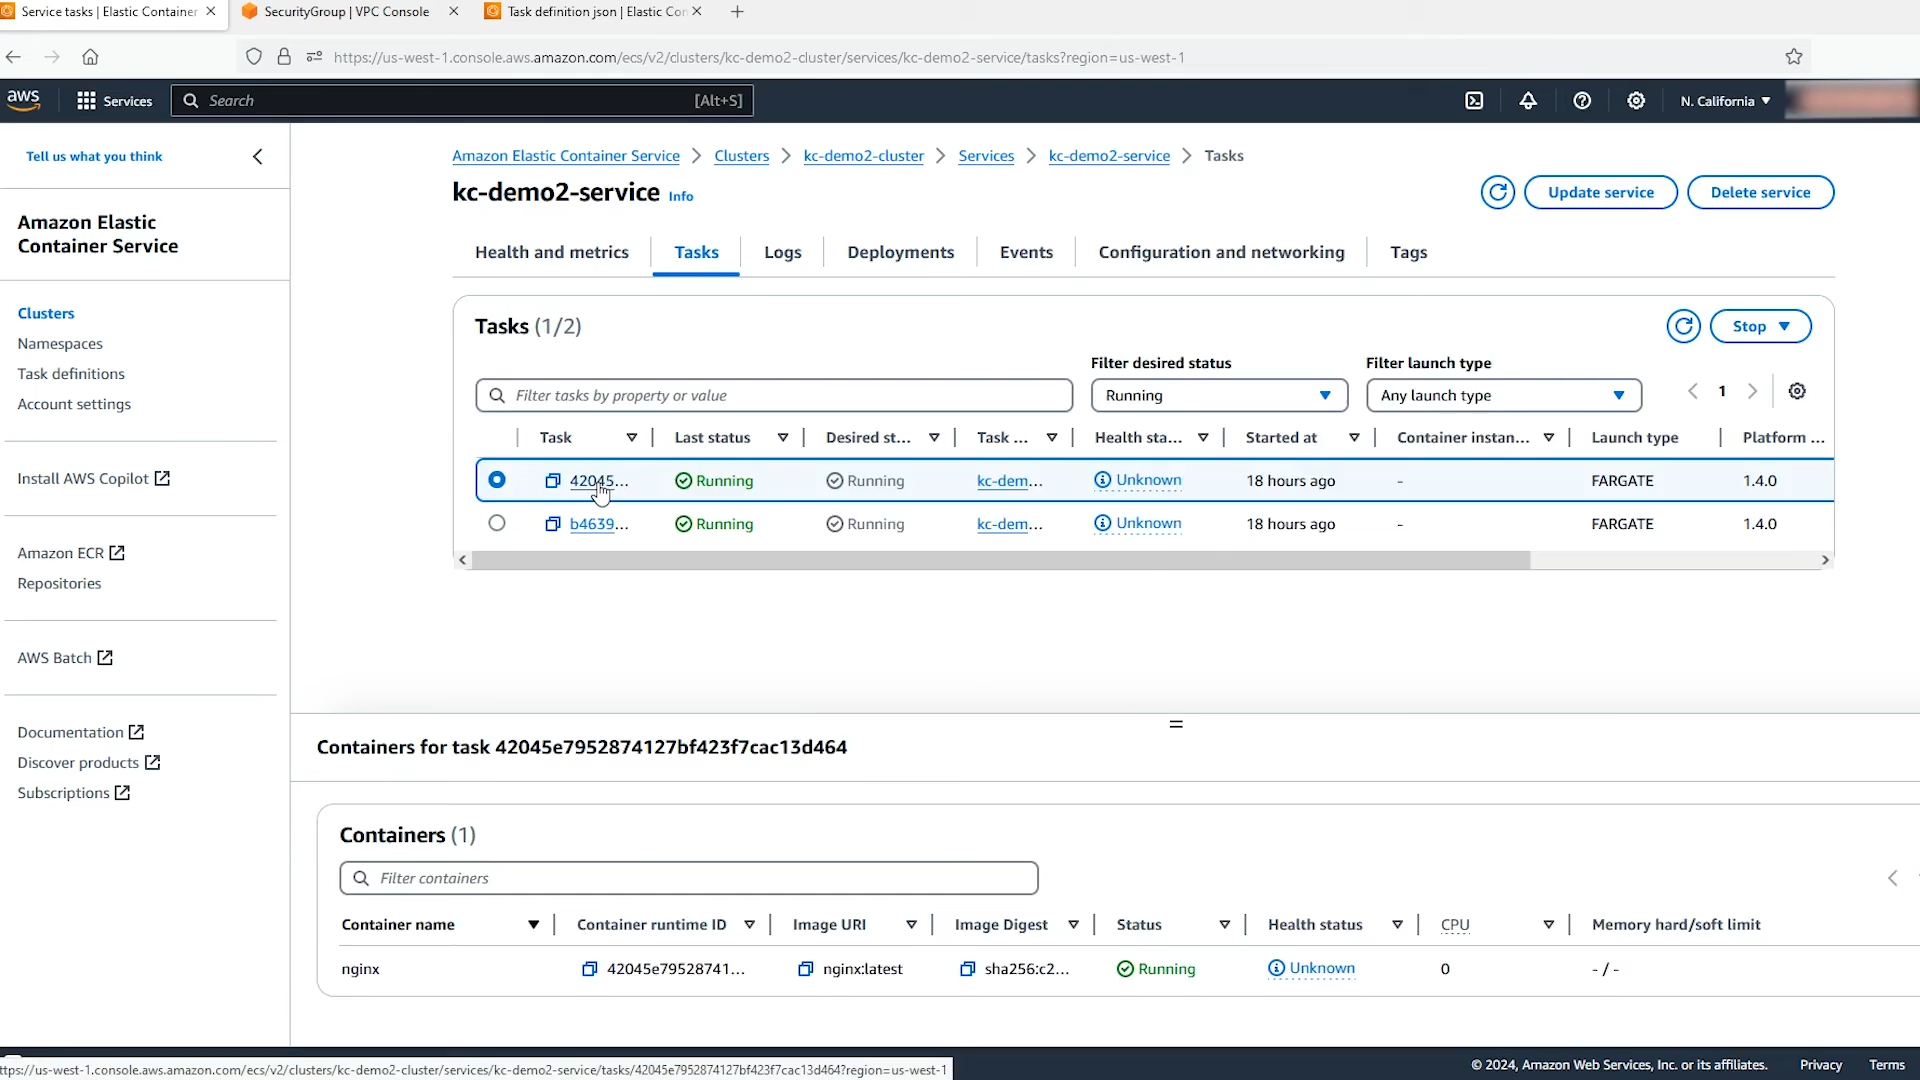 Service tasks | Elastic Container
SecurityGroup | VPC Console
Task definition json | Elastic Con
https://us-west-1.console.aws.amazon.com/ecs/v2/clusters/kc-demo2-cluster/services/kc-demo2-service/tasks?region=us-west-1
aws
Services
Search
[Alt+S]
N. California
Tell us what you think
Amazon Elastic
Container Service
Clusters
Namespaces
Task definitions
Account settings
Install AWS Copilot
Amazon ECR
Repositories
AWS Batch
Documentation
Discover products
Subscriptions
Amazon Elastic Container Service > Clusters > kc-demo2-cluster > Services > kc-demo2-service > Tasks
kc-demo2-service Info
Update service
Delete service
Health and metrics
Tasks
Logs
Deployments
Events
Configuration and networking
Tags
Tasks (1/2)
Stop
Filter desired status
Filter launch type
Filter tasks by property or value
Running
Any launch type
1
Task | Last status | Desired st... | Task ... | Health sta... | Started at | Container instan... | Launch type | Platform ...
42045... Running Running kc-dem... Unknown 18 hours ago - FARGATE 1.4.0
b4639... Running Running kc-dem... Unknown 18 hours ago - FARGATE 1.4.0
Containers for task 42045e7952874127bf423f7cac13d464
Containers (1)
Filter containers
Container name | Container runtime ID | Image URI | Image Digest | Status | Health status | CPU | Memory hard/soft limit
nginx 42045e79528741... nginx:latest sha256:c2... Running Unknown 0 - / -
© 2024, Amazon Web Services, Inc. or its affiliates.
Privacy
Terms
ttps://us-west-1.console.aws.amazon.com/ecs/v2/clusters/kc-demo2-cluster/services/kc-demo2-service/tasks/42045e7952874127bf423f7cac13d464?region=us-west-1